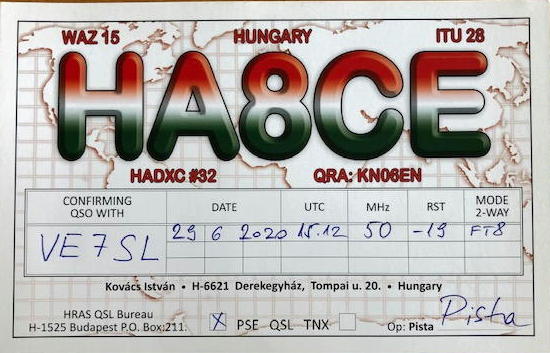 WAZ 15 HUNGARY ITU 28
HA8CE
HADXC #32 QRA: KN06EN
CONFIRMING QSO WITH DATE UTC MHz RST MODE 2-WAY
VE7SL 29 6 2020 15.12 50 -19 FT8
Kovács István • H-6621 Derekegyház, Tompai u. 20. • Hungary
HRAS QSL Bureau
H-1525 Budapest P.O. Box:211. X PSE QSL TNX Op: Pista Pista